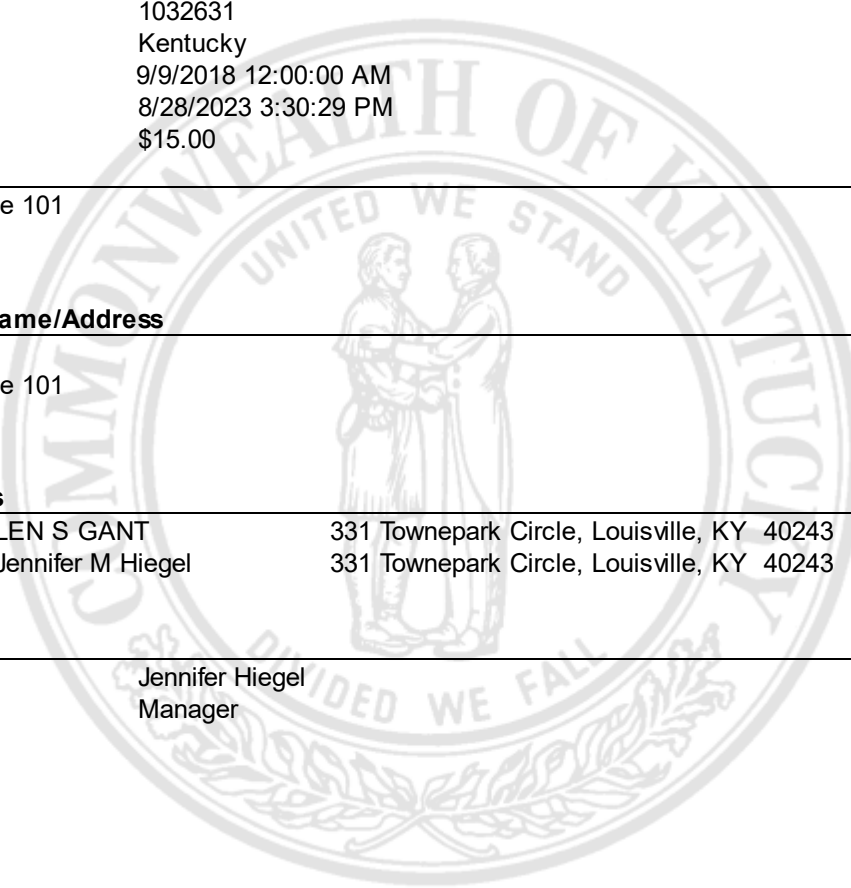 1032631
Kentucky
9/9/2018 12:00:00 AM
8/28/2023 3:30:29 PM
$15.00
e 101
ame/Address
e 101
s
LEN S GANT 331 Townepark Circle, Louisville, KY 40243
Jennifer M Hiegel 331 Townepark Circle, Louisville, KY 40243
Jennifer Hiegel
Manager
COMMONWEALTH OF KENTUCKY
UNITED WE STAND
DIVIDED WE FALL